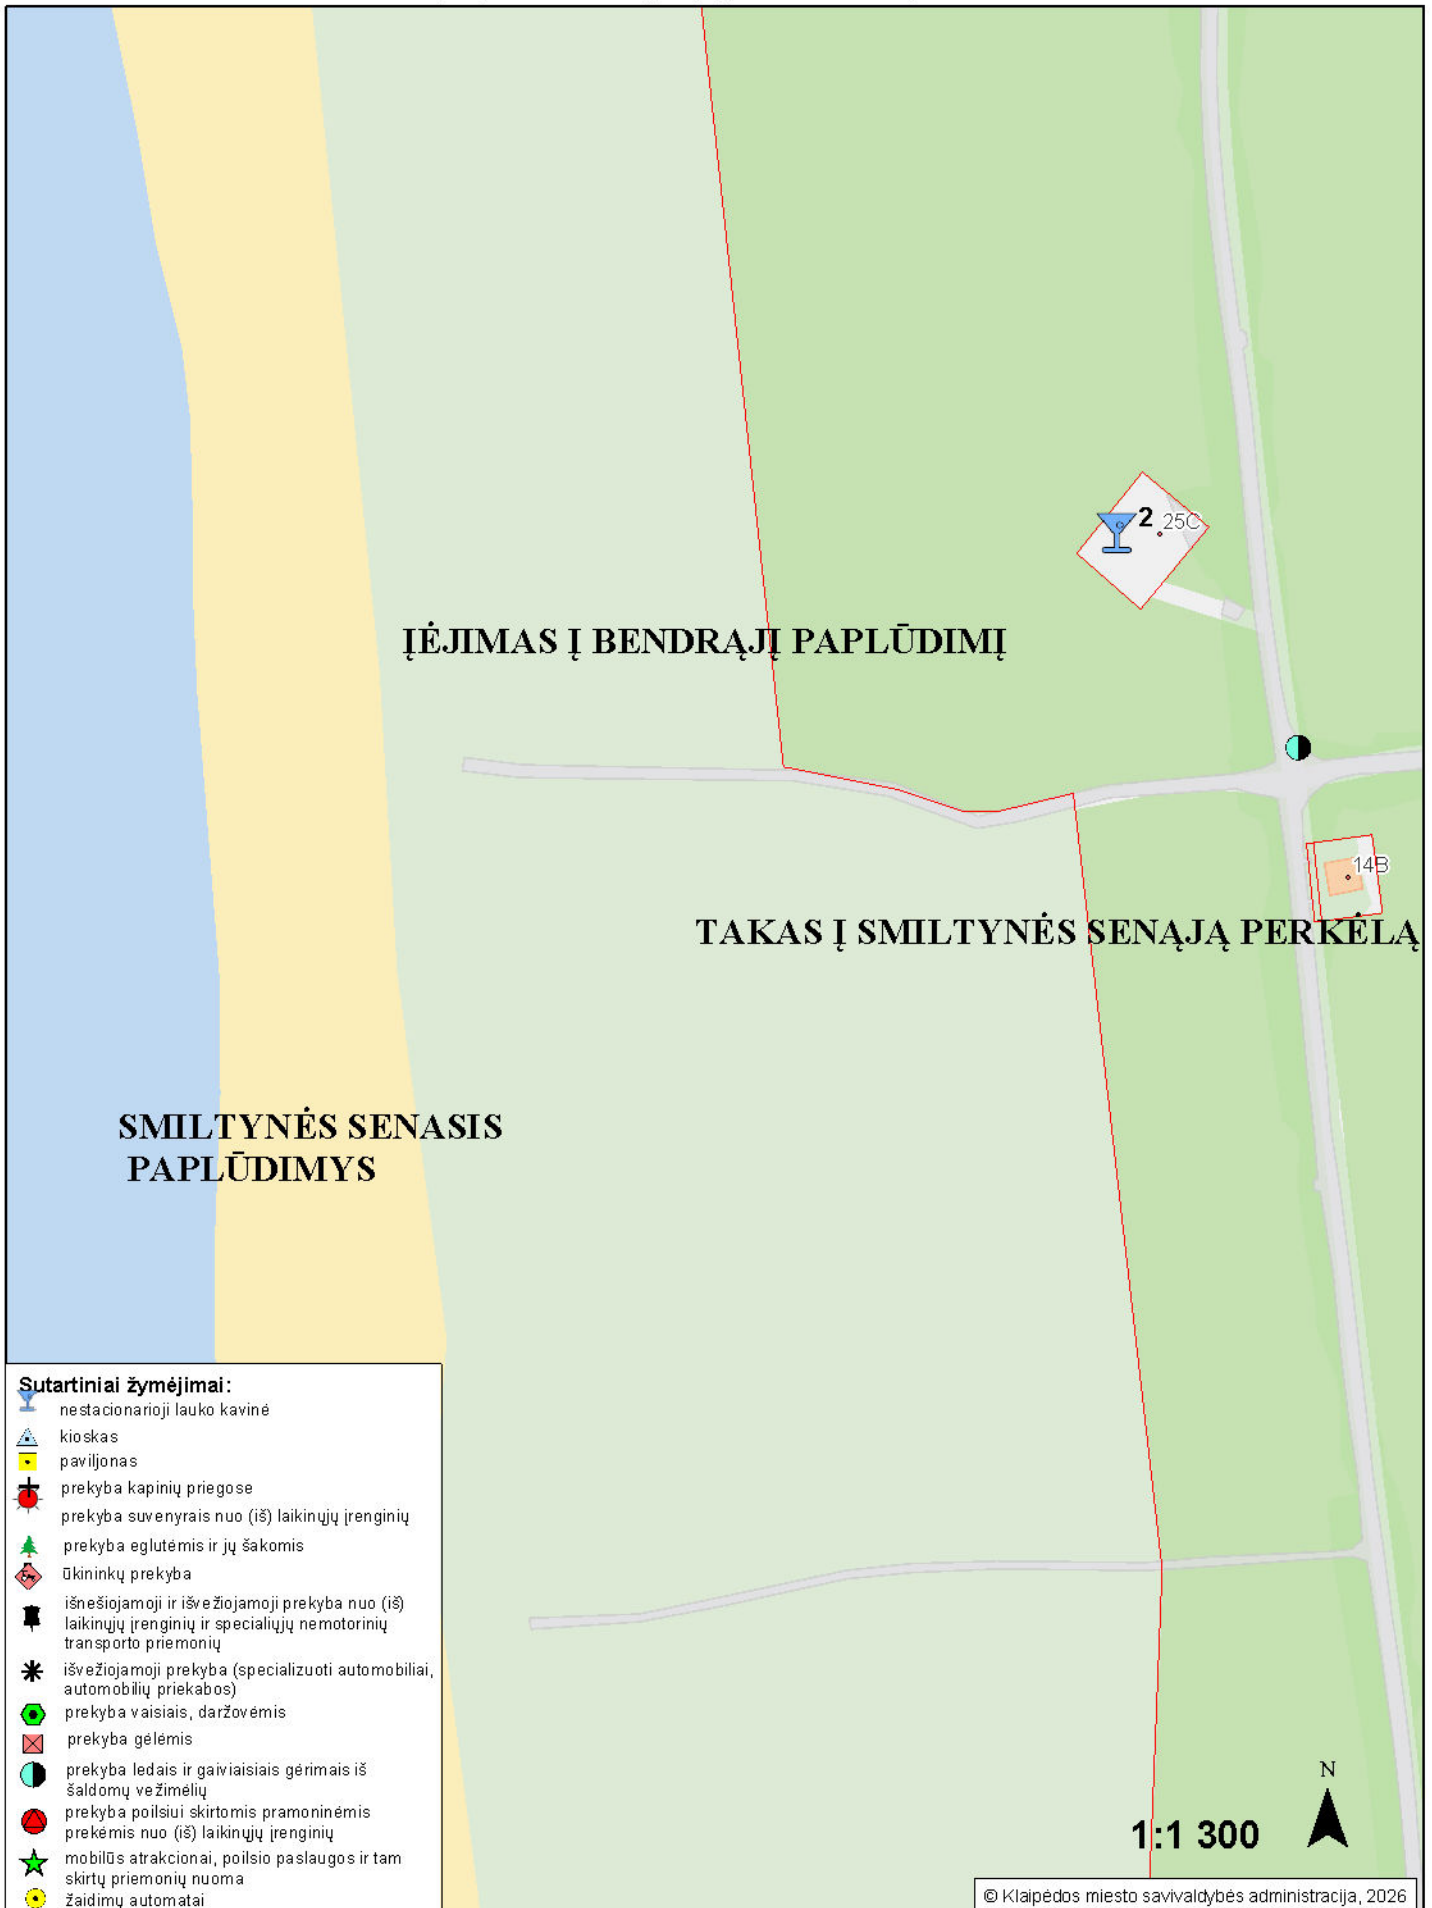 2 25C
ĮĖJIMAS Į BENDRĄJĮ PAPLŪDIMĮ
14B
TAKAS Į SMILTYNĖS SENĄJĄ PERKĖLĄ
SMILTYNĖS SENASIS
PAPLŪDIMYS
Sutartiniai žymėjimai:
nestacionarioji lauko kavinė
kioskas
paviljonas
prekyba kapinių priegose
prekyba suvenyrais nuo (iš) laikinųjų įrenginių
prekyba eglutėmis ir jų šakomis
ūkininkų prekyba
išnešiojamoji ir išvežiojamoji prekyba nuo (iš)
laikinųjų įrenginių ir specialiųjų nemotorinių
transporto priemonių
išvežiojamoji prekyba (specializuoti automobiliai,
automobilių priekabos)
prekyba vaisiais, daržovėmis
prekyba gėlėmis
prekyba ledais ir gaiviaisiais gėrimais iš
šaldomų vežimėlių
prekyba poilsiui skirtomis pramoninėmis
prekėmis nuo (iš) laikinųjų įrenginių
mobilūs atrakcionai, poilsio paslaugos ir tam
skirtų priemonių nuoma
žaidimų automatai
N
1:1 300
© Klaipėdos miesto savivaldybės administracija, 2026